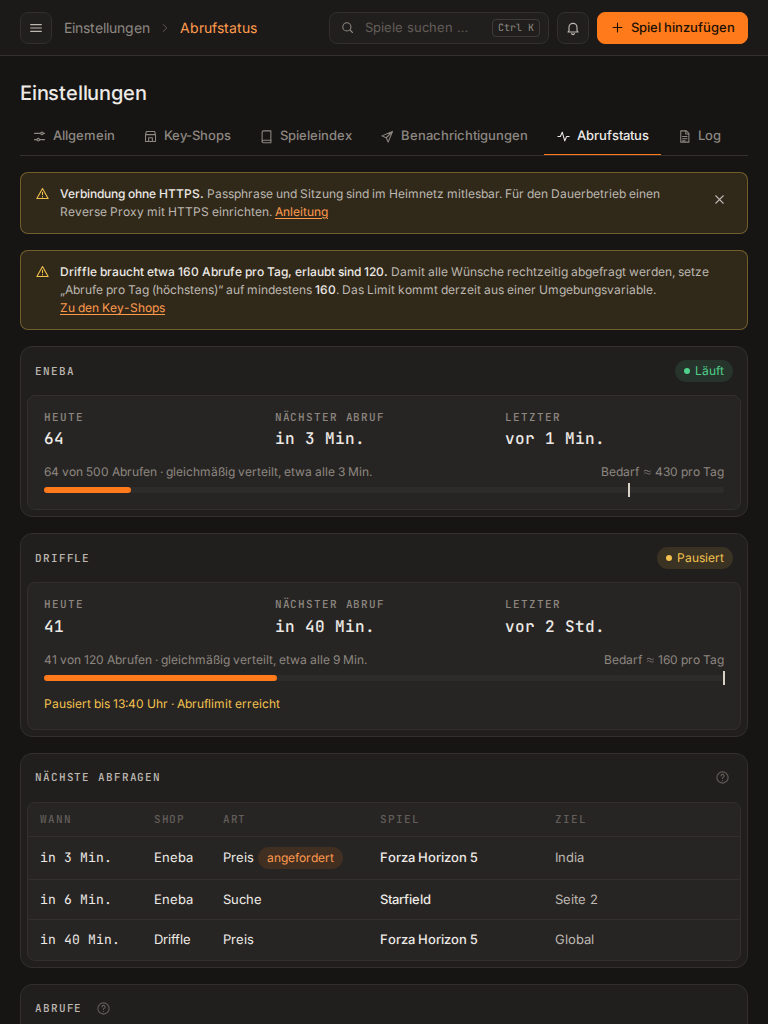 Einstellungen > Abrufstatus
Spiele suchen ...
Ctrl K
Spiel hinzufügen
Einstellungen
Allgemein
Key-Shops
Spieleindex
Benachrichtigungen
Abrufstatus
Log
Verbindung ohne HTTPS. Passphrase und Sitzung sind im Heimnetz mitlesbar. Für den Dauerbetrieb einen
Reverse Proxy mit HTTPS einrichten. Anleitung
Driffle braucht etwa 160 Abrufe pro Tag, erlaubt sind 120. Damit alle Wünsche rechtzeitig abgefragt werden, setze
„Abrufe pro Tag (höchstens)“ auf mindestens 160. Das Limit kommt derzeit aus einer Umgebungsvariable.
Zu den Key-Shops
ENEBA
Läuft
HEUTE
NÄCHSTER ABRUF
LETZTER
64
in 3 Min.
vor 1 Min.
64 von 500 Abrufen · gleichmäßig verteilt, etwa alle 3 Min.
Bedarf ≈ 430 pro Tag
DRIFFLE
Pausiert
HEUTE
NÄCHSTER ABRUF
LETZTER
41
in 40 Min.
vor 2 Std.
41 von 120 Abrufen · gleichmäßig verteilt, etwa alle 9 Min.
Bedarf ≈ 160 pro Tag
Pausiert bis 13:40 Uhr · Abruflimit erreicht
NÄCHSTE ABFRAGEN
WANN SHOP ART SPIEL ZIEL
in 3 Min. Eneba Preis angefordert Forza Horizon 5 India
in 6 Min. Eneba Suche Starfield Seite 2
in 40 Min. Driffle Preis Forza Horizon 5 Global
ABRUFE